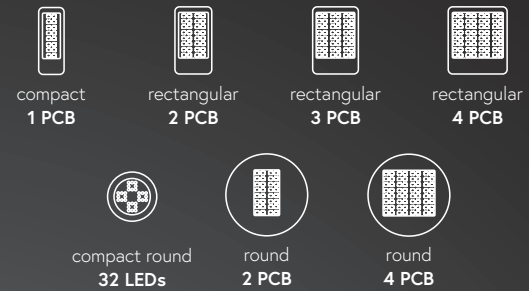 compact
1 PCB
rectangular
2 PCB
rectangular
3 PCB
rectangular
4 PCB
compact round
32 LEDs
round
2 PCB
round
4 PCB